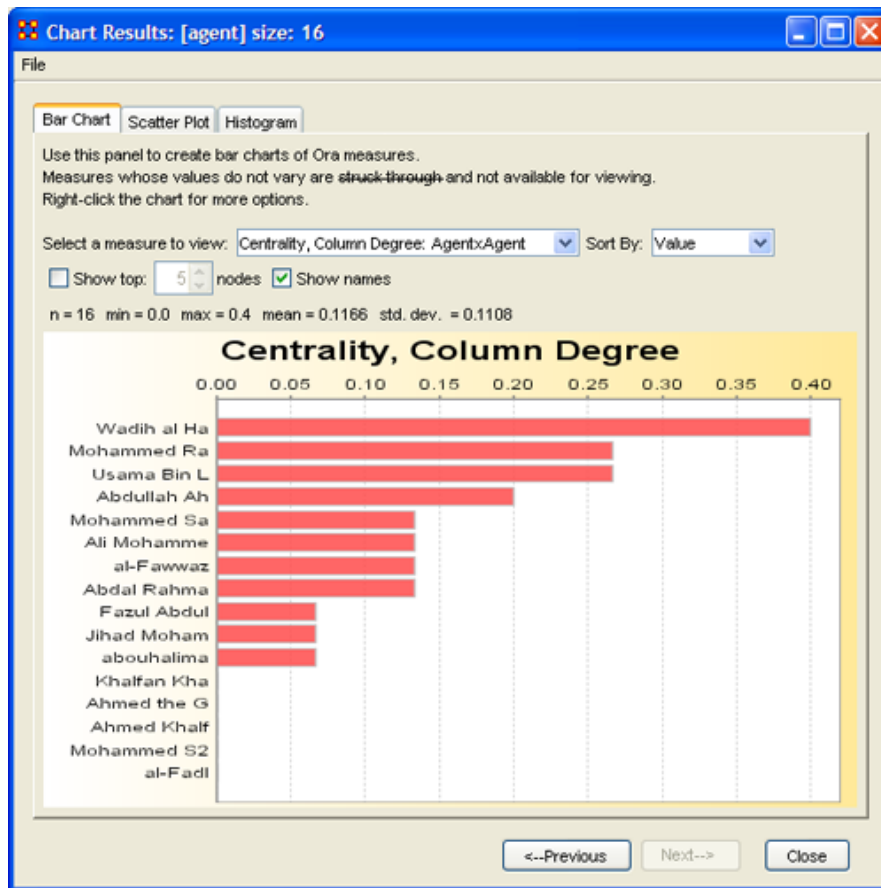 Chart Results: [agent] size: 16
File
Bar Chart Scatter Plot Histogram
Use this panel to create bar charts of Ora measures.
Measures whose values do not vary are struck through and not available for viewing.
Right-click the chart for more options.
Select a measure to view: Centrality, Column Degree: AgentxAgent Sort By: Value
Show top: 5 nodes Show names
n = 16 min = 0.0 max = 0.4 mean = 0.1166 std. dev. = 0.1108
Centrality, Column Degree
0.00 0.05 0.10 0.15 0.20 0.25 0.30 0.35 0.40
Wadih al Ha
Mohammed Ra
Usama Bin L
Abdullah Ah
Mohammed Sa
Ali Mohamme
al-Fawwaz
Abdal Rahma
Fazul Abdul
Jihad Moham
abouhalima
Khalfan Kha
Ahmed the G
Ahmed Khalf
Mohammed S2
al-Fadl
<--Previous Next--> Close